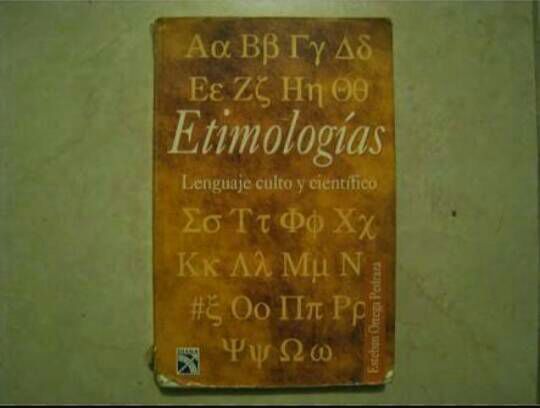 Αα Ββ Γγ Δδ
Εε Ζζ Ηη Θθ
Etimologías
Lenguaje culto y científico
Σσ Ττ Φφ Χχ
Κκ Λλ Μμ Ν
#ξ Οο Ππ Ρρ
Ψψ Ω ω
Esteban Ortega Pedraza
DIANA